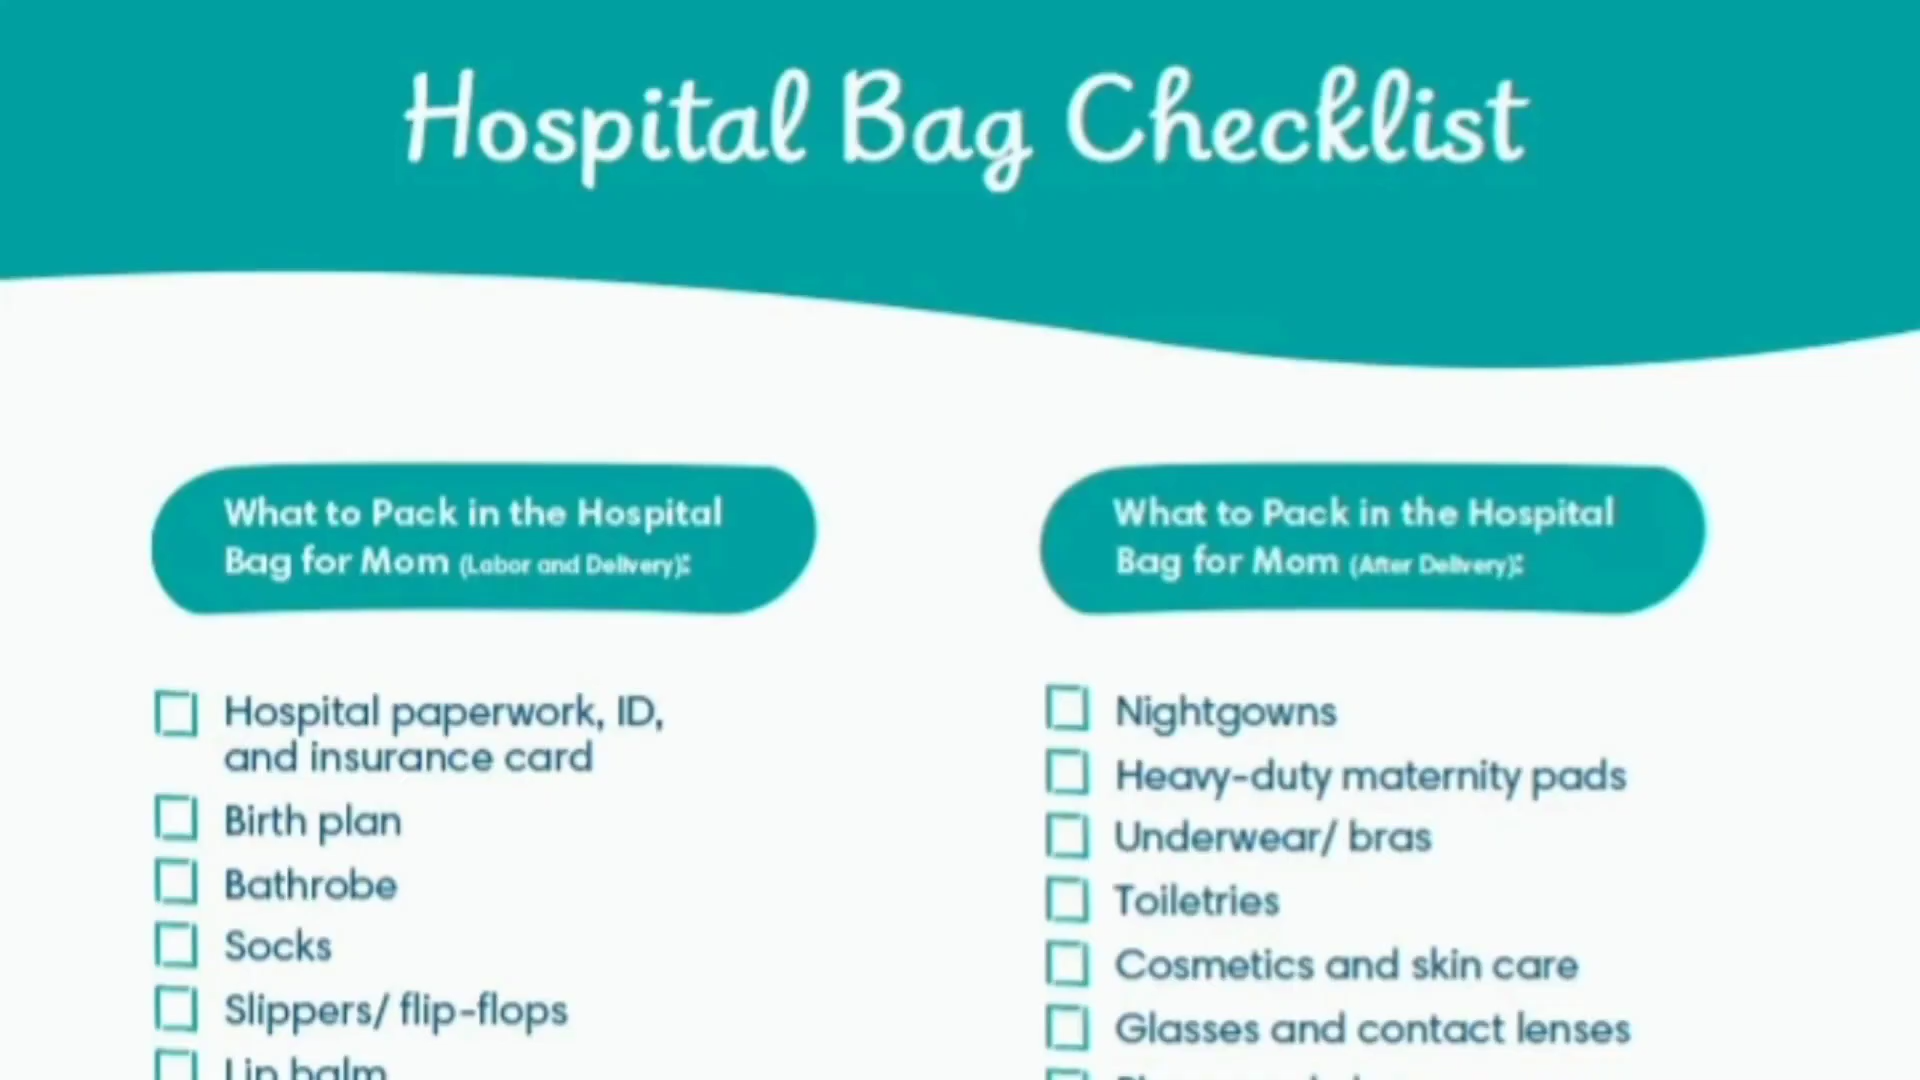 Hospital Bag Checklist
What to Pack in the Hospital
Bag for Mom (Labor and Delivery):
Hospital paperwork, ID,
and insurance card
Birth plan
Bathrobe
Socks
Slippers/ flip-flops
Lip balm
What to Pack in the Hospital
Bag for Mom (After Delivery):
Nightgowns
Heavy-duty maternity pads
Underwear/ bras
Toiletries
Cosmetics and skin care
Glasses and contact lenses